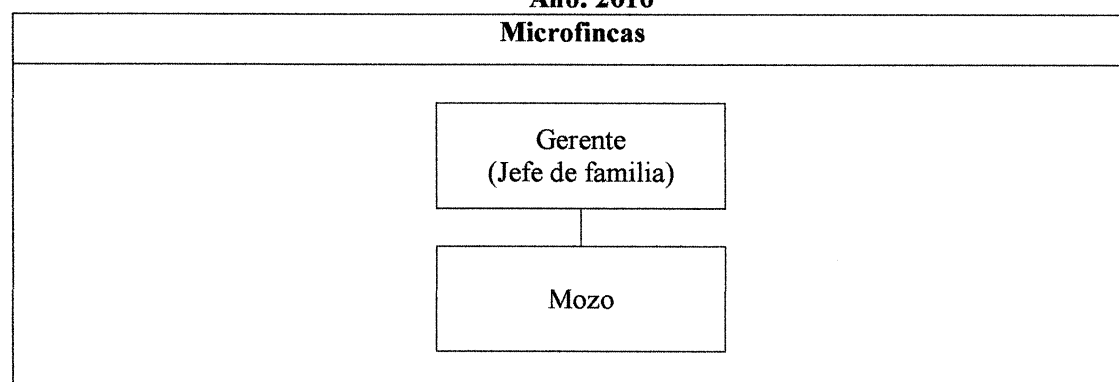 Año: 2016
Microfincas
Gerente
(Jefe de familia)
Mozo